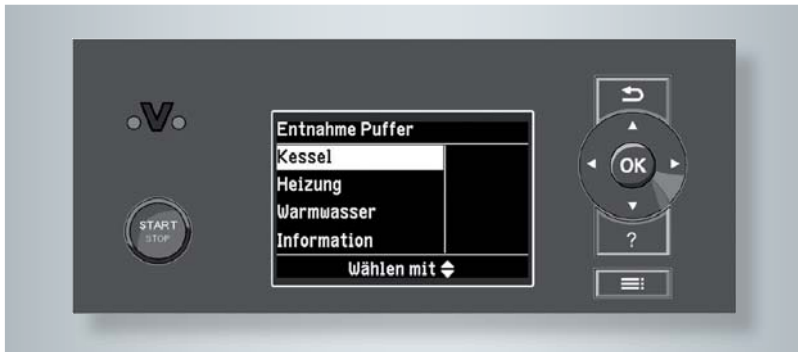 V
START
STOP
Entnahme Puffer
Kessel
Heizung
Warmwasser
Information
Wählen mit
OK
?